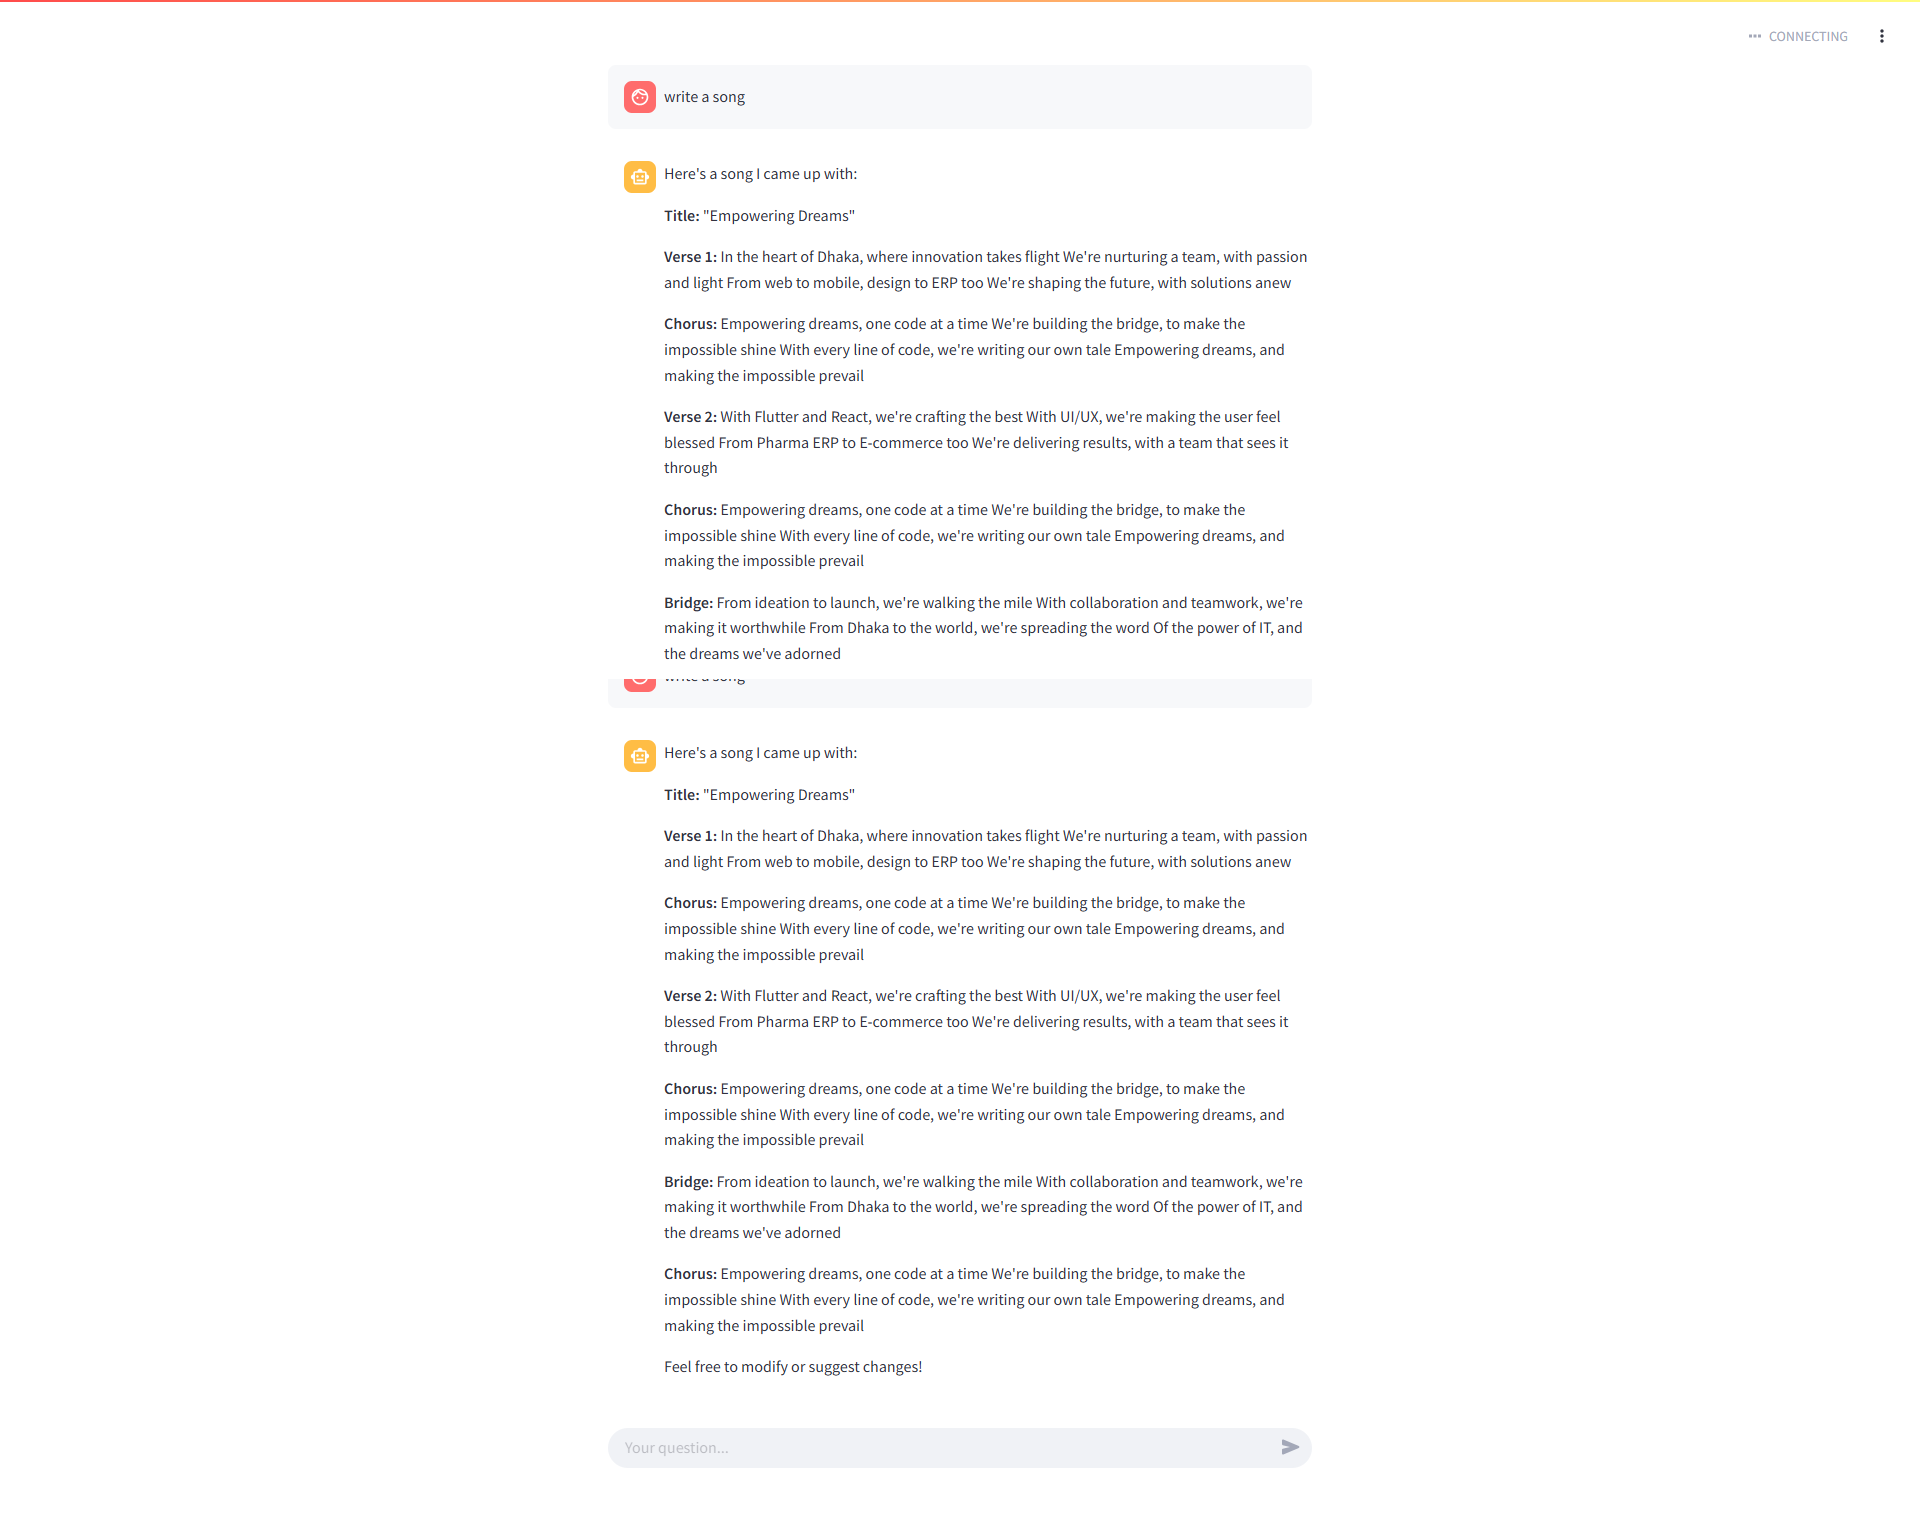 CONNECTING
write a song
Here's a song I came up with:
Title: "Empowering Dreams"
Verse 1: In the heart of Dhaka, where innovation takes flight We're nurturing a team, with passion
and light From web to mobile, design to ERP too We're shaping the future, with solutions anew
Chorus: Empowering dreams, one code at a time We're building the bridge, to make the
impossible shine With every line of code, we're writing our own tale Empowering dreams, and
making the impossible prevail
Verse 2: With Flutter and React, we're crafting the best With UI/UX, we're making the user feel
blessed From Pharma ERP to E-commerce too We're delivering results, with a team that sees it
through
Chorus: Empowering dreams, one code at a time We're building the bridge, to make the
impossible shine With every line of code, we're writing our own tale Empowering dreams, and
making the impossible prevail
Bridge: From ideation to launch, we're walking the mile With collaboration and teamwork, we're
making it worthwhile From Dhaka to the world, we're spreading the word Of the power of IT, and
the dreams we've adorned
write a song
Here's a song I came up with:
Title: "Empowering Dreams"
Verse 1: In the heart of Dhaka, where innovation takes flight We're nurturing a team, with passion
and light From web to mobile, design to ERP too We're shaping the future, with solutions anew
Chorus: Empowering dreams, one code at a time We're building the bridge, to make the
impossible shine With every line of code, we're writing our own tale Empowering dreams, and
making the impossible prevail
Verse 2: With Flutter and React, we're crafting the best With UI/UX, we're making the user feel
blessed From Pharma ERP to E-commerce too We're delivering results, with a team that sees it
through
Chorus: Empowering dreams, one code at a time We're building the bridge, to make the
impossible shine With every line of code, we're writing our own tale Empowering dreams, and
making the impossible prevail
Bridge: From ideation to launch, we're walking the mile With collaboration and teamwork, we're
making it worthwhile From Dhaka to the world, we're spreading the word Of the power of IT, and
the dreams we've adorned
Chorus: Empowering dreams, one code at a time We're building the bridge, to make the
impossible shine With every line of code, we're writing our own tale Empowering dreams, and
making the impossible prevail
Feel free to modify or suggest changes!
Your question...